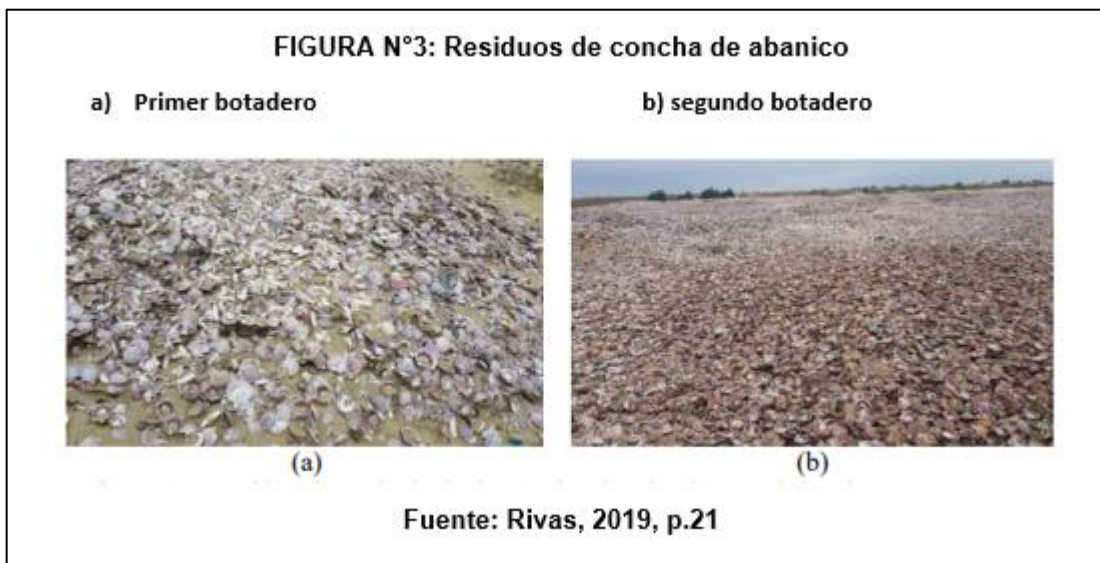 FIGURA N°3: Residuos de concha de abanico
a) Primer botadero
b) segundo botadero
(a)
(b)
Fuente: Rivas, 2019, p.21